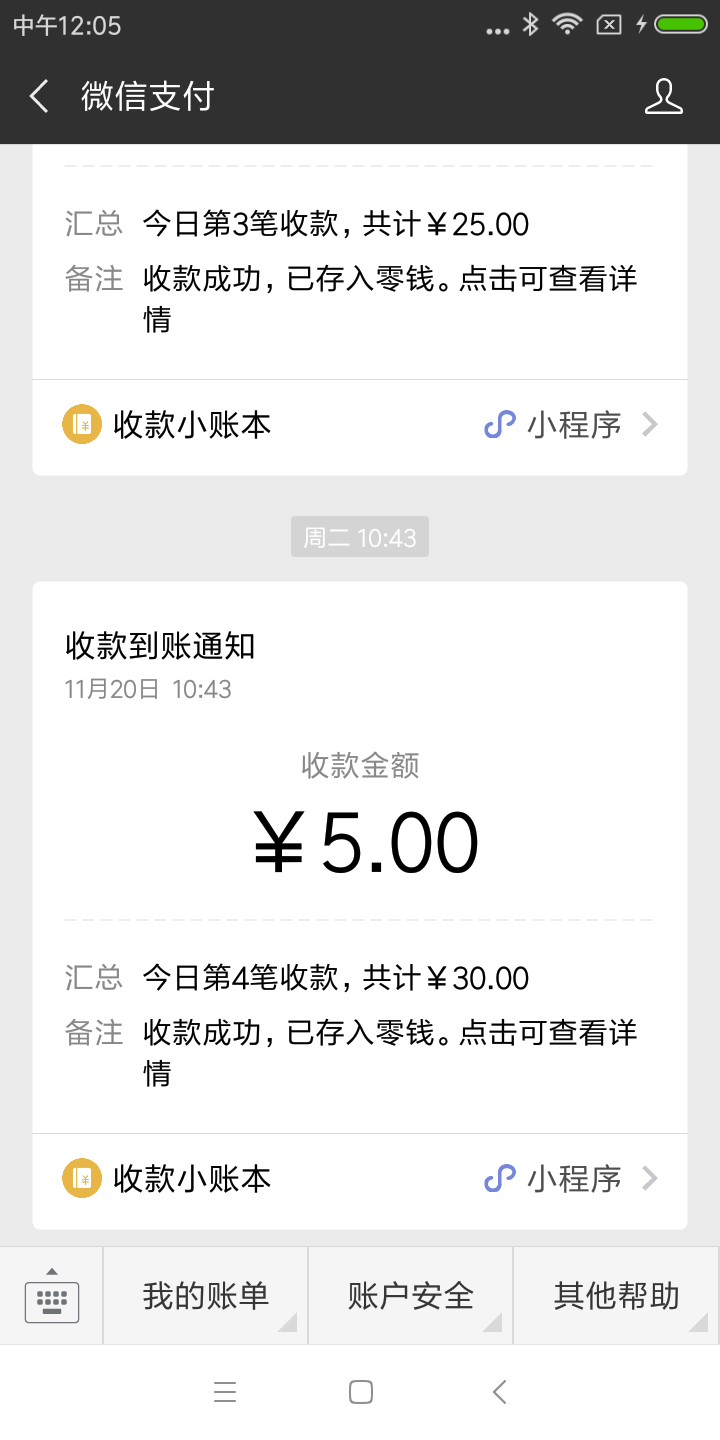 中午12:05
微信支付
汇总 今日第3笔收款，共计￥25.00
备注 收款成功，已存入零钱。点击可查看详
情
收款小账本 小程序
周二 10:43
收款到账通知
11月20日 10:43
收款金额
￥5.00
汇总 今日第4笔收款，共计￥30.00
备注 收款成功，已存入零钱。点击可查看详
情
收款小账本 小程序
我的账单 账户安全 其他帮助